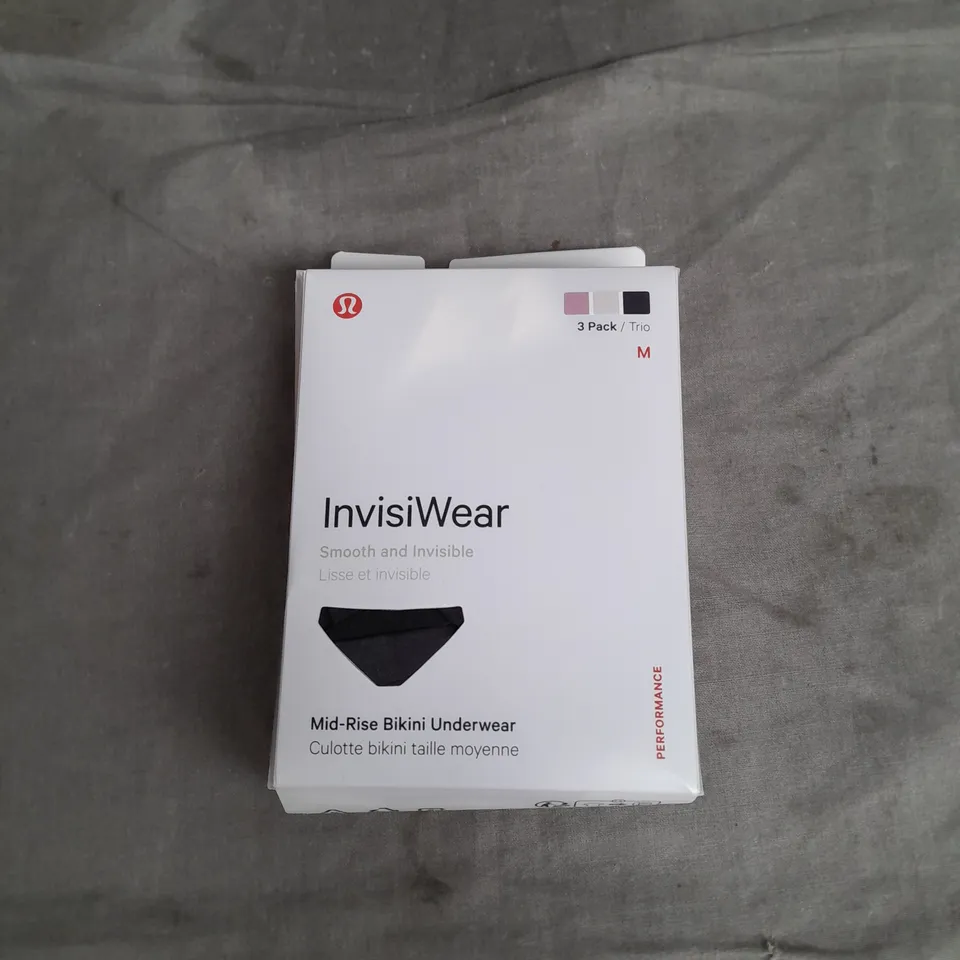 3 Pack / Trio
M
InvisiWear
Smooth and Invisible
Lisse et invisible
Mid-Rise Bikini Underwear
Culotte bikini taille moyenne
PERFORMANCE